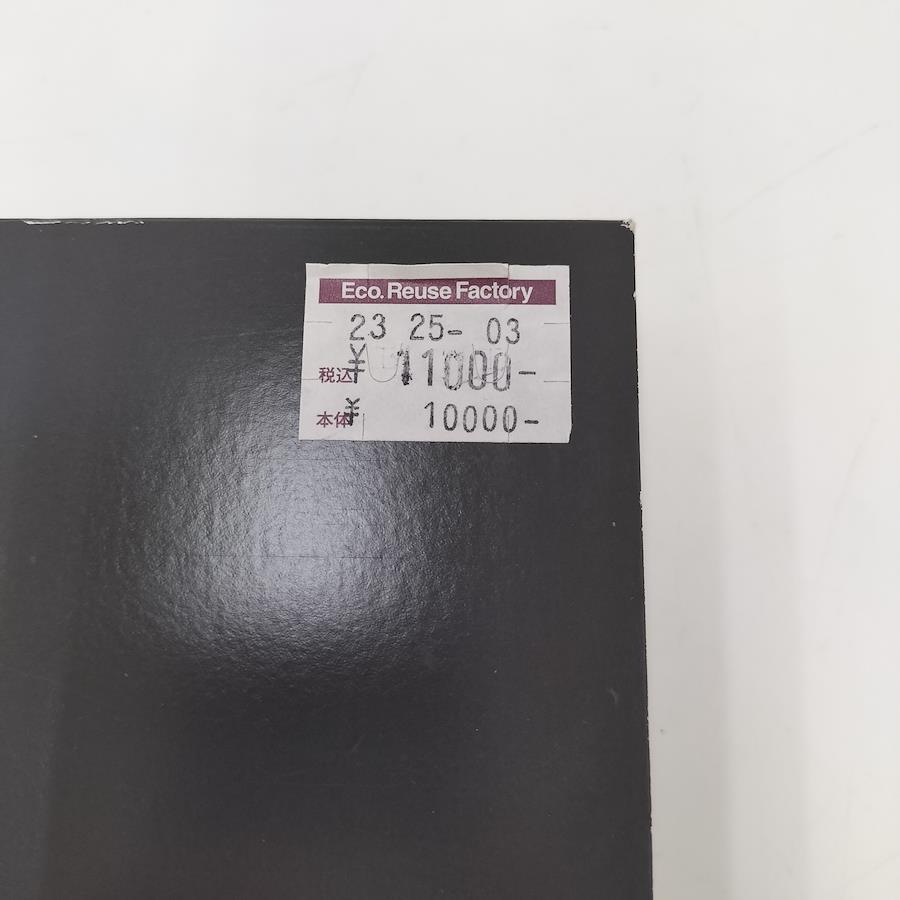 Eco. Reuse Factory
23 25- 03
税込 ¥ 11000-
本体 ¥ 10000-